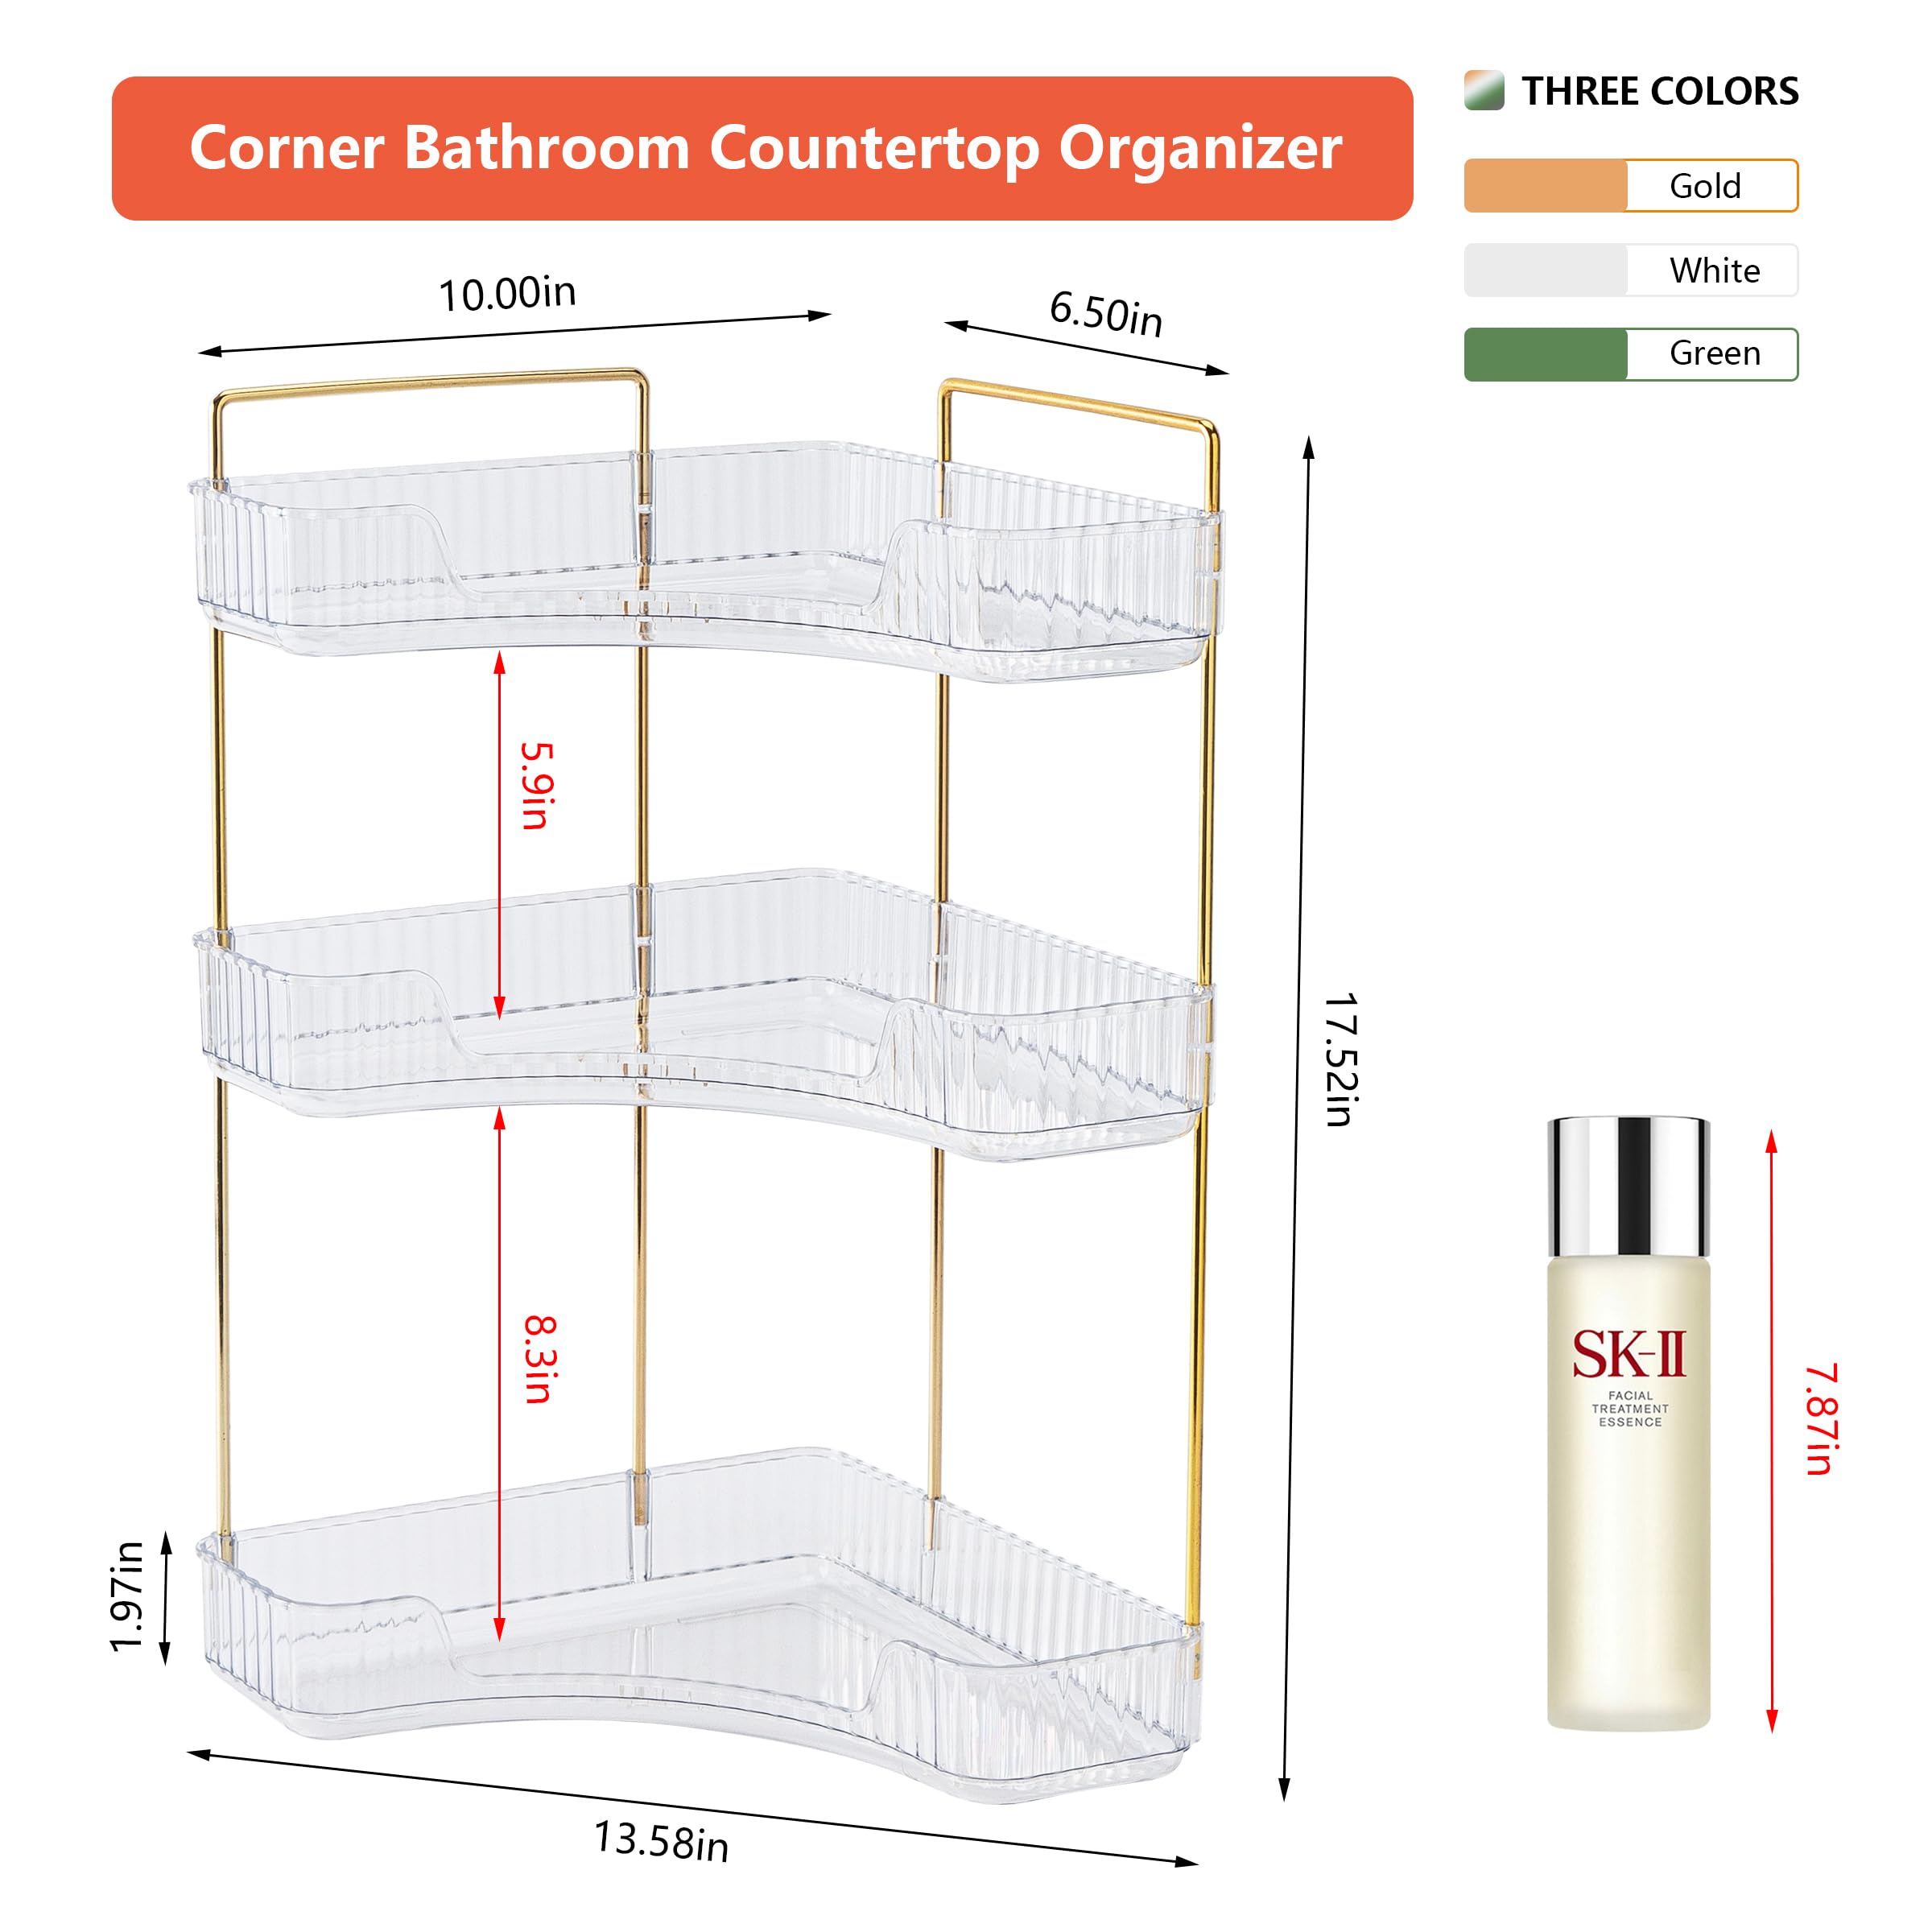 Corner Bathroom Countertop Organizer
THREE COLORS
Gold
White
Green
10.00in
6.50in
5.9in
17.52in
8.3in
1.97in
13.58in
SK-II
FACIAL
TREATMENT
ESSENCE
7.87in